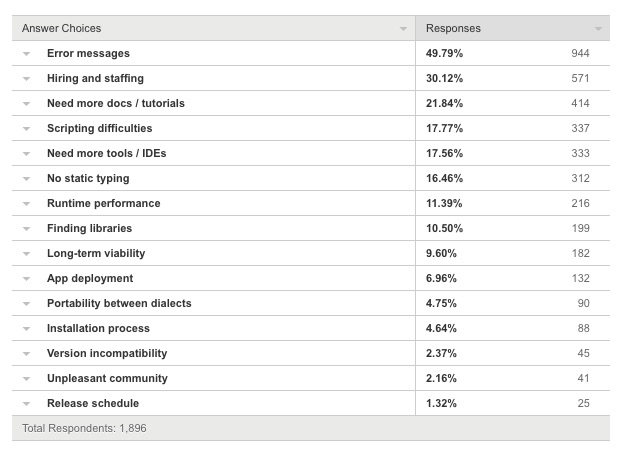 Answer Choices Responses
Error messages 49.79% 944
Hiring and staffing 30.12% 571
Need more docs / tutorials 21.84% 414
Scripting difficulties 17.77% 337
Need more tools / IDEs 17.56% 333
No static typing 16.46% 312
Runtime performance 11.39% 216
Finding libraries 10.50% 199
Long-term viability 9.60% 182
App deployment 6.96% 132
Portability between dialects 4.75% 90
Installation process 4.64% 88
Version incompatibility 2.37% 45
Unpleasant community 2.16% 41
Release schedule 1.32% 25
Total Respondents: 1,896